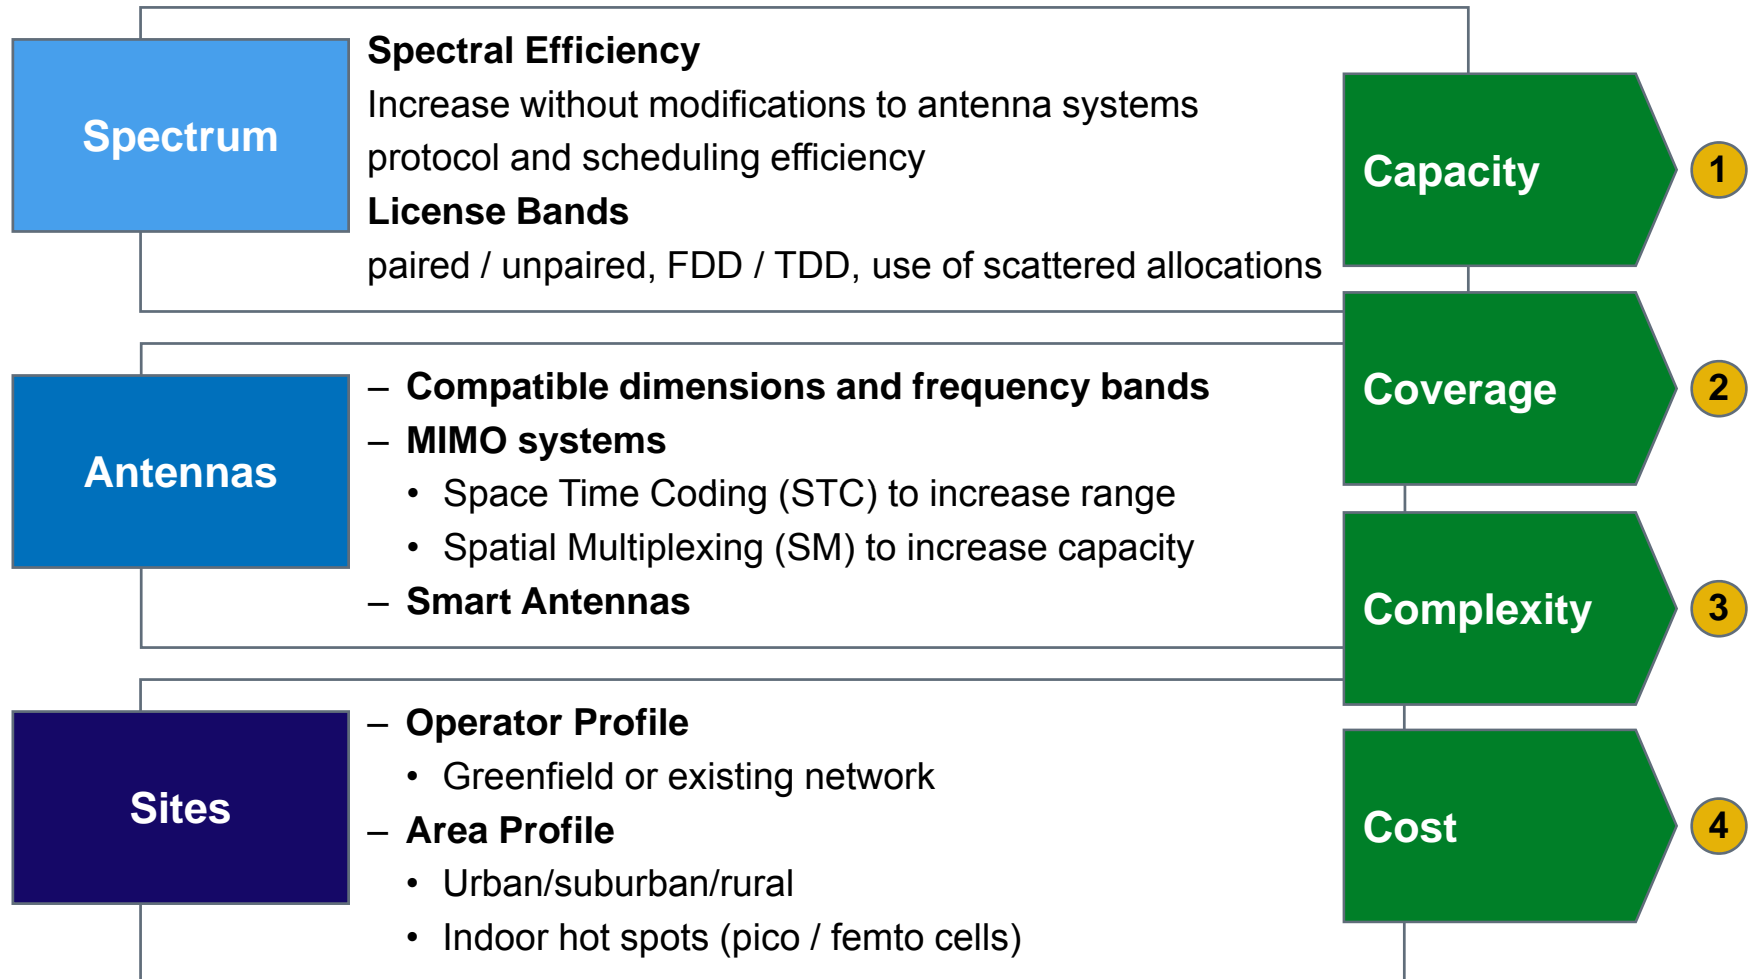 Spectrum
Spectral Efficiency
Increase without modifications to antenna systems
protocol and scheduling efficiency
License Bands
paired / unpaired, FDD / TDD, use of scattered allocations
Antennas
– Compatible dimensions and frequency bands
– MIMO systems
• Space Time Coding (STC) to increase range
• Spatial Multiplexing (SM) to increase capacity
– Smart Antennas
Sites
– Operator Profile
• Greenfield or existing network
– Area Profile
• Urban/suburban/rural
• Indoor hot spots (pico / femto cells)
Capacity
1
Coverage
2
Complexity
3
Cost
4